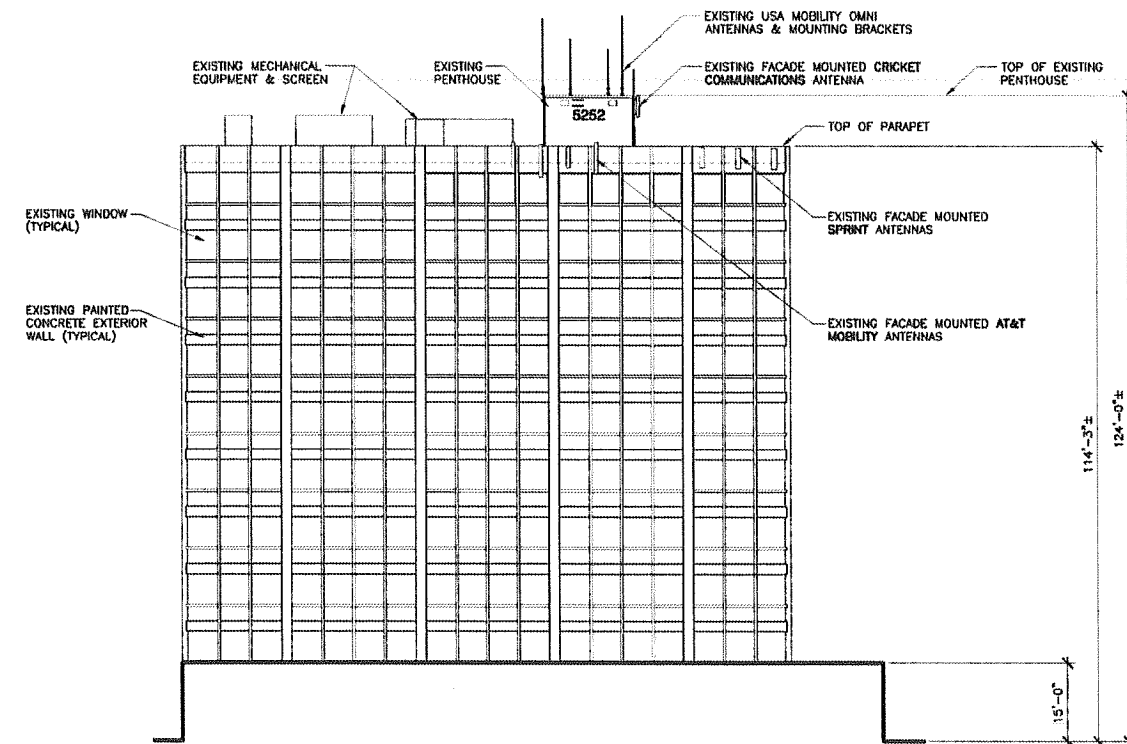 EXISTING USA MOBILITY OMNI
ANTENNAS & MOUNTING BRACKETS
EXISTING MECHANICAL
EQUIPMENT & SCREEN
EXISTING
PENTHOUSE
EXISTING FACADE MOUNTED CRICKET
COMMUNICATIONS ANTENNA
TOP OF EXISTING
PENTHOUSE
5252
TOP OF PARAPET
EXISTING WINDOW
(TYPICAL)
EXISTING FACADE MOUNTED
SPRINT ANTENNAS
EXISTING PAINTED
CONCRETE EXTERIOR
WALL (TYPICAL)
EXISTING FACADE MOUNTED AT&T
MOBILITY ANTENNAS
114'-3"±
124'-0"±
15'-0"